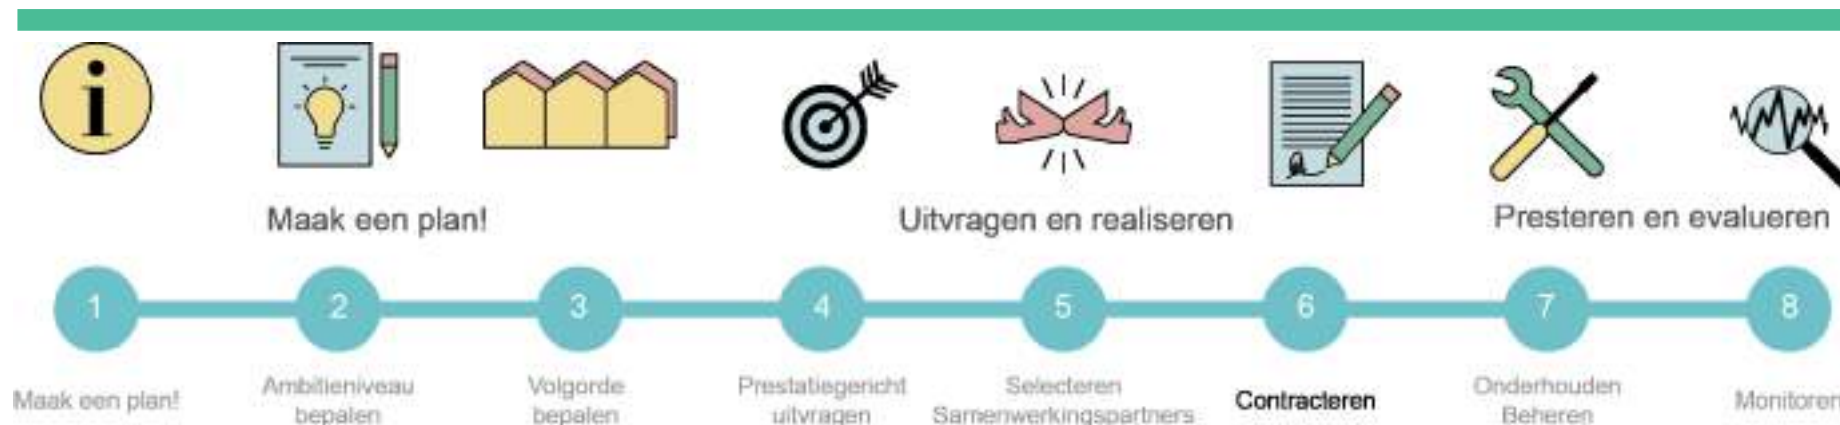 Maak een plan!
Uitvragen en realiseren
Presteren en evalueren
1
2
3
4
5
6
7
8
Maak een plan!
Ambitieniveau
bepalen
Volgorde
bepalen
Prestatiegericht
uitvragen
Selecteren
Samenwerkingspartners
Contracteren
Onderhouden
Beheren
Monitoren